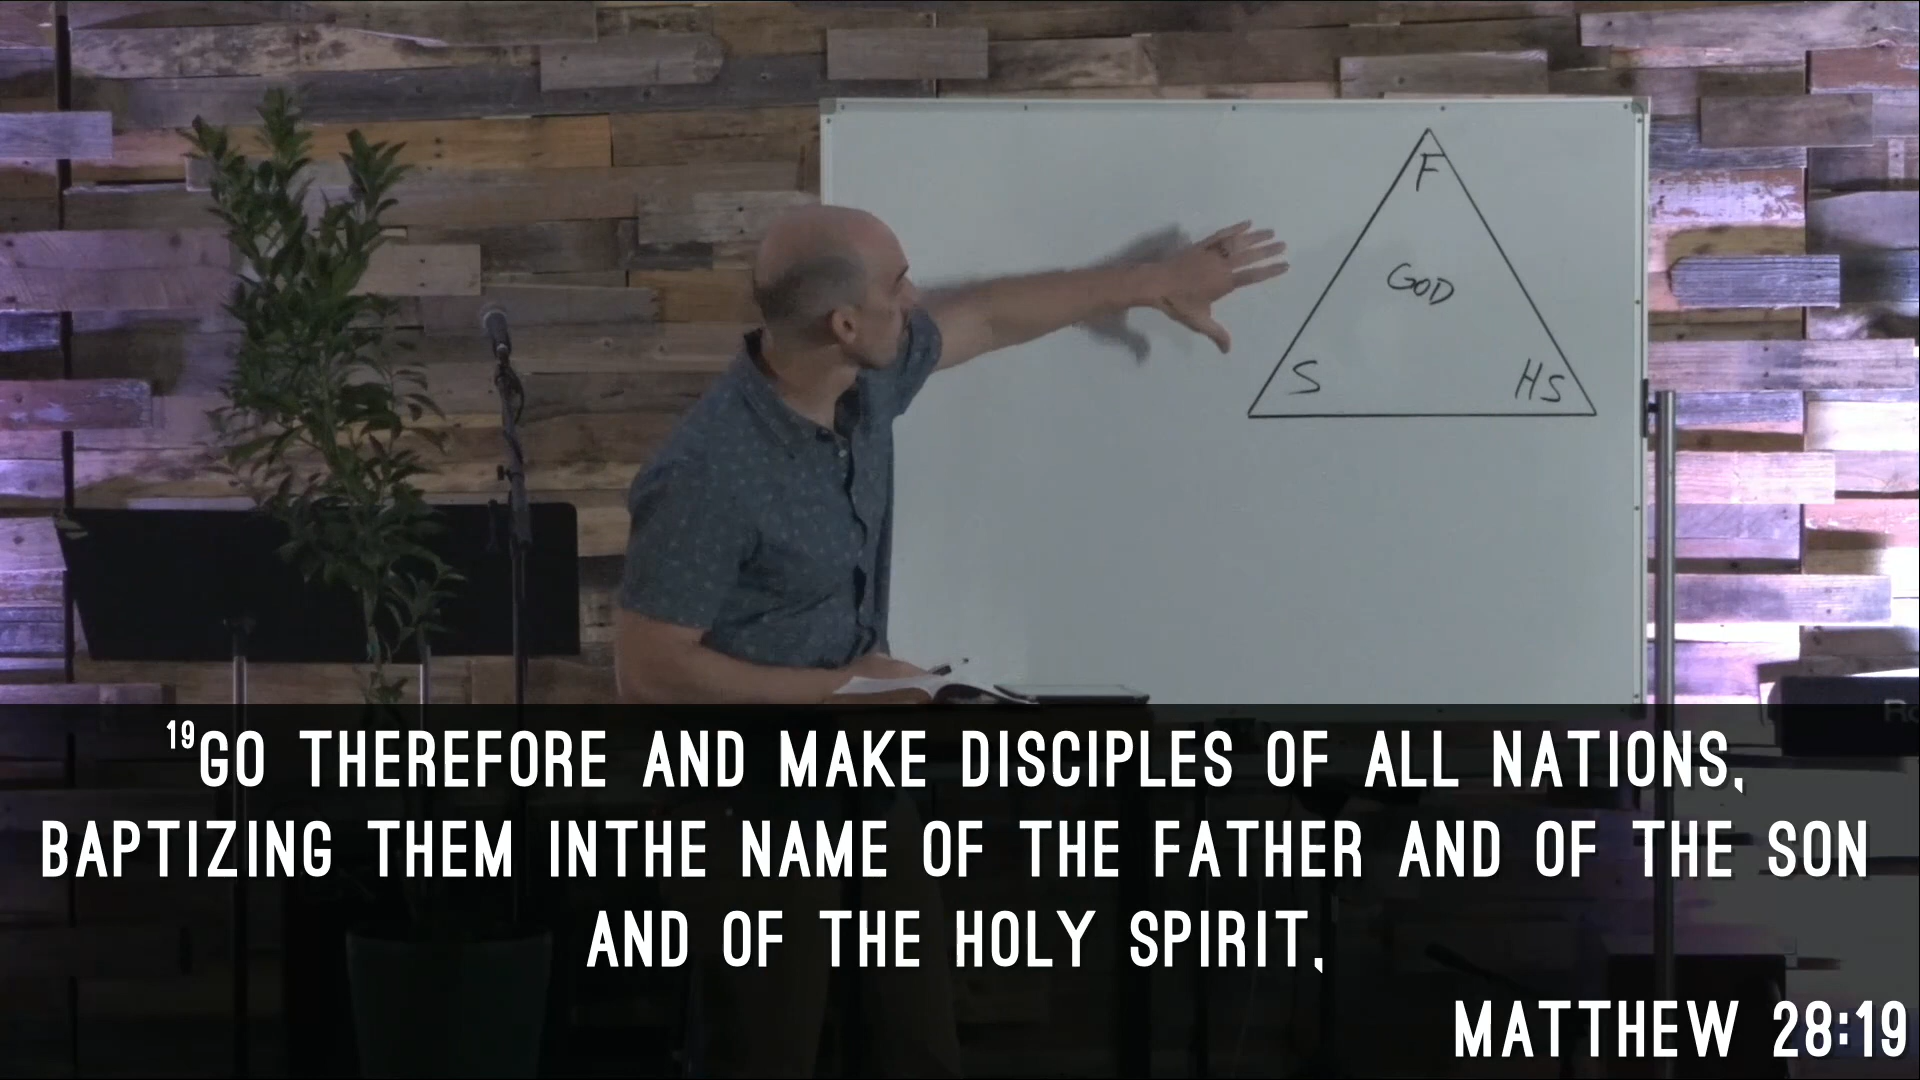 F
GOD
S HS
19GO THEREFORE AND MAKE DISCIPLES OF ALL NATIONS,
BAPTIZING THEM INTHE NAME OF THE FATHER AND OF THE SON
AND OF THE HOLY SPIRIT,
MATTHEW 28:19